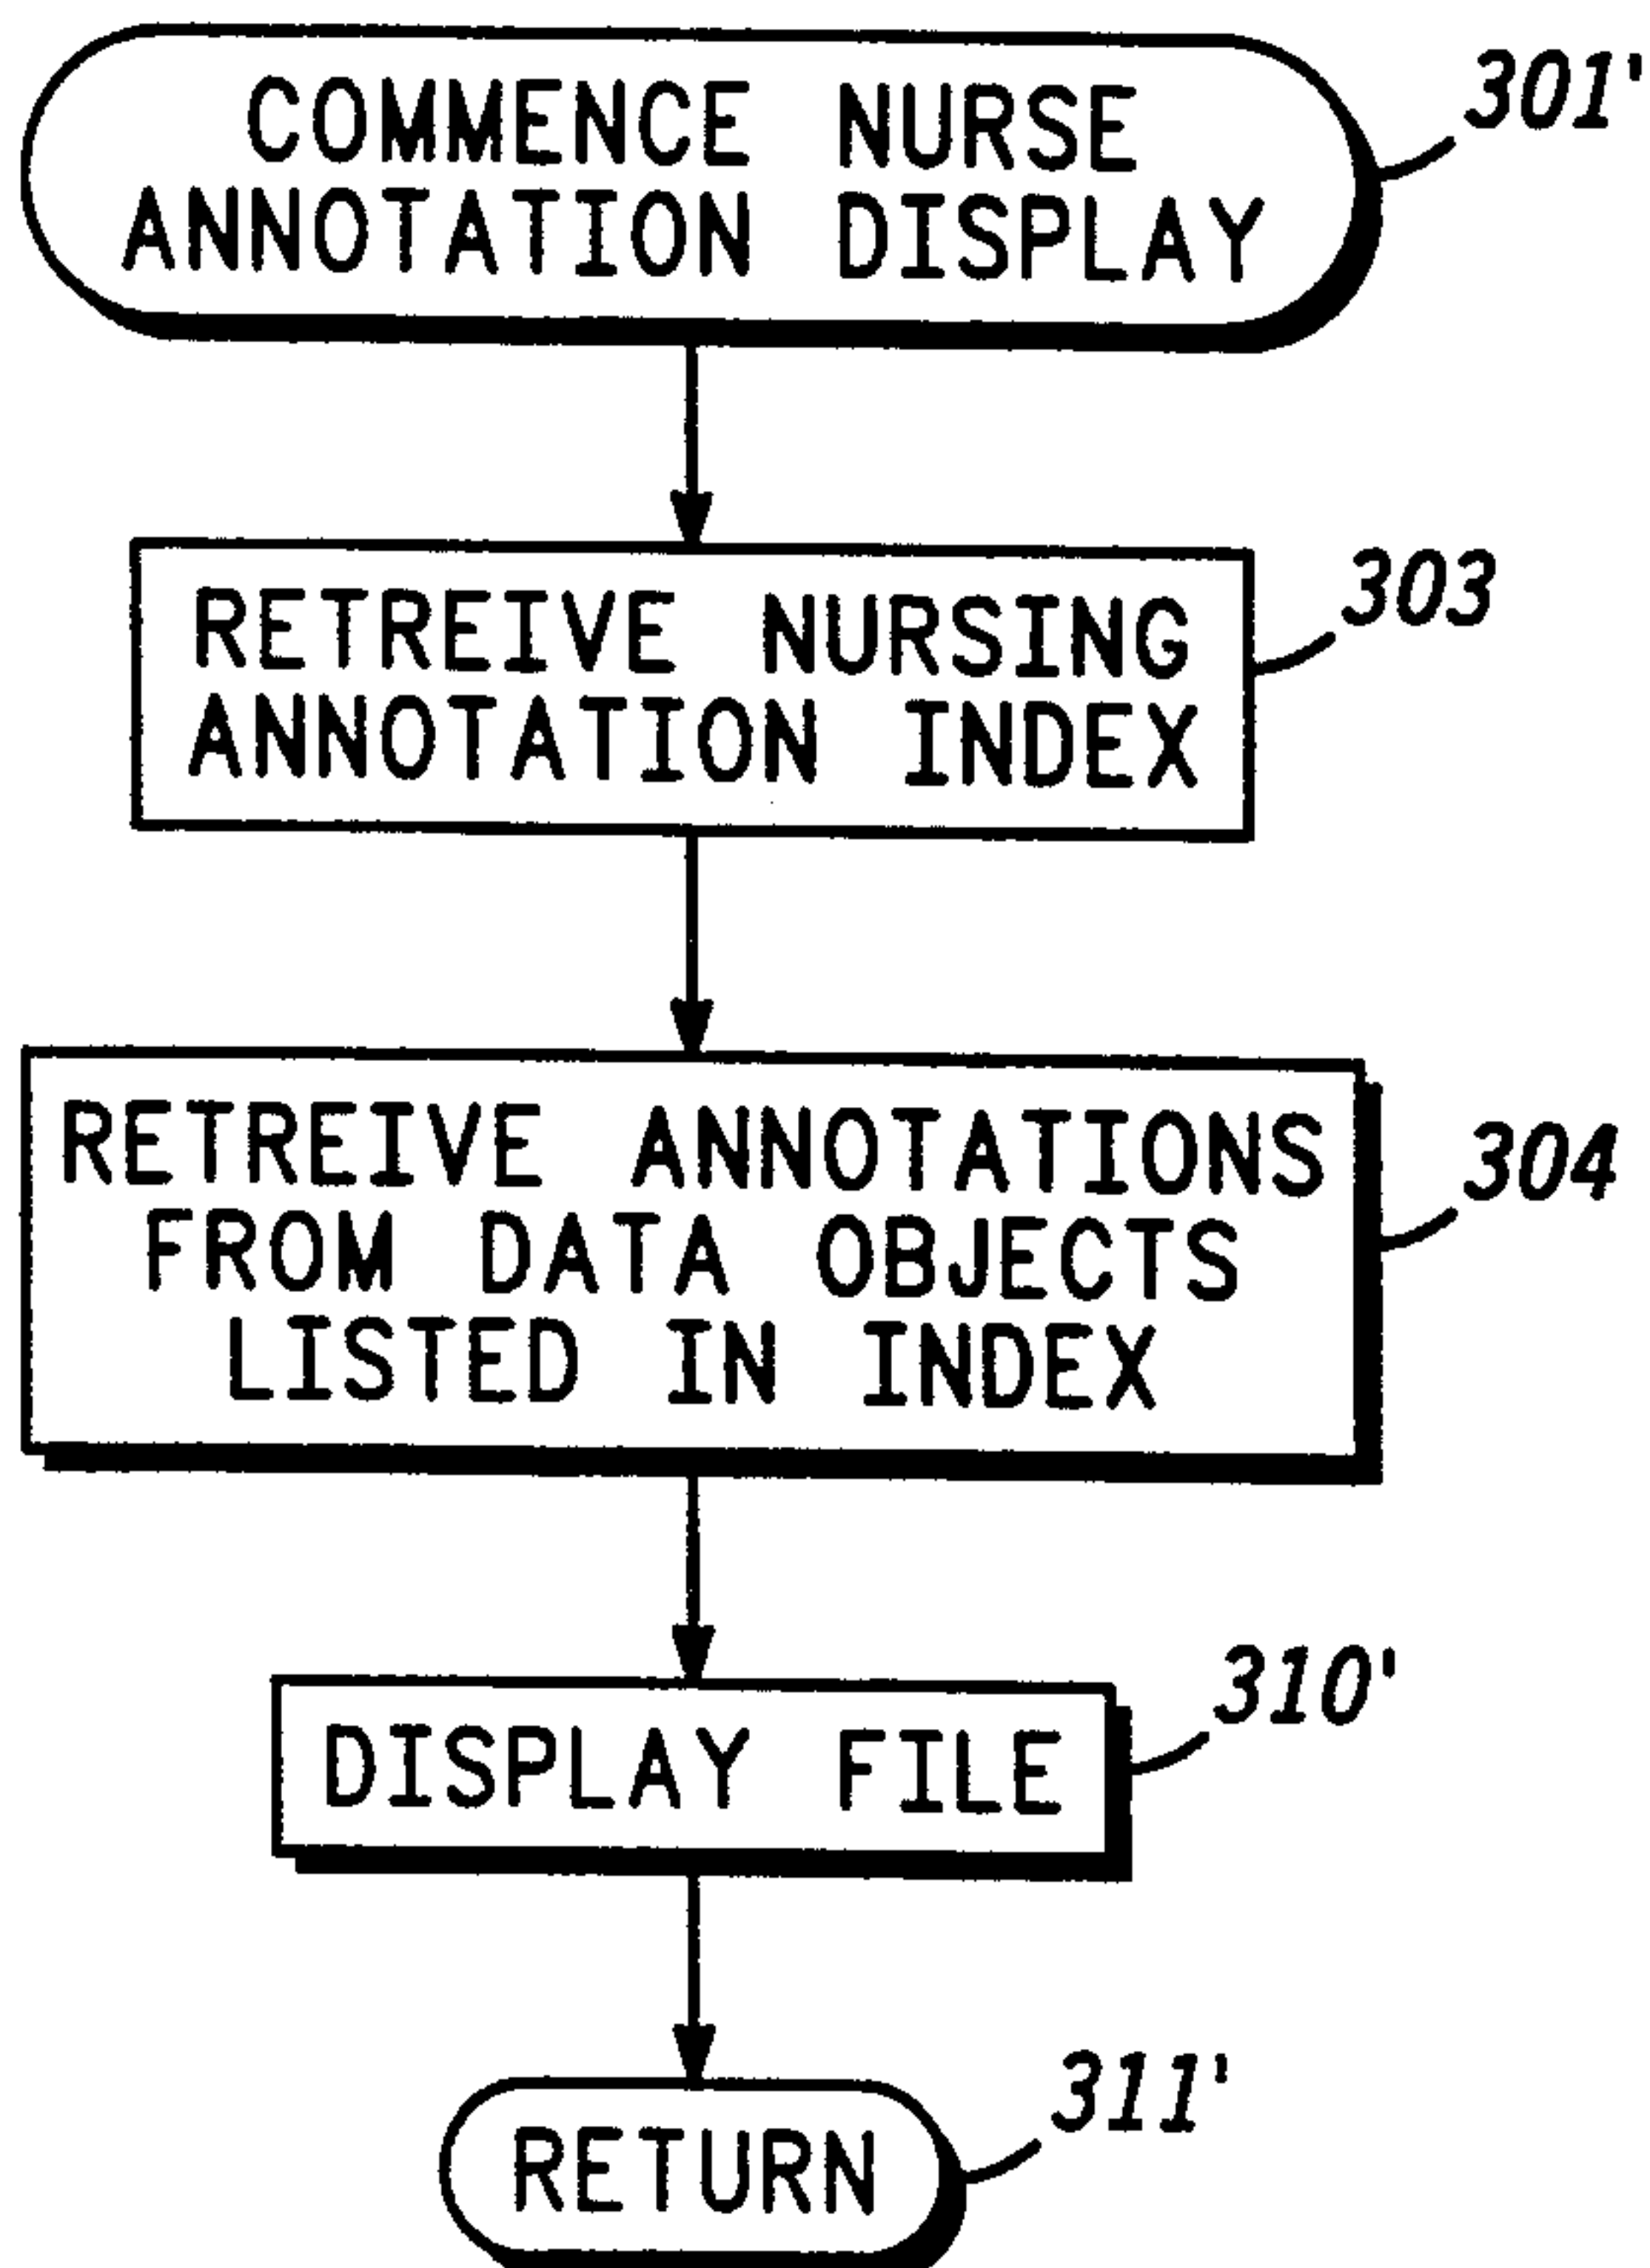 COMMENCE NURSE
ANNOTATION DISPLAY
301'
RETREIVE NURSING
ANNOTATION INDEX
303
RETREIVE ANNOTATIONS
FROM DATA OBJECTS
LISTED IN INDEX
304
DISPLAY FILE
310'
RETURN
311'